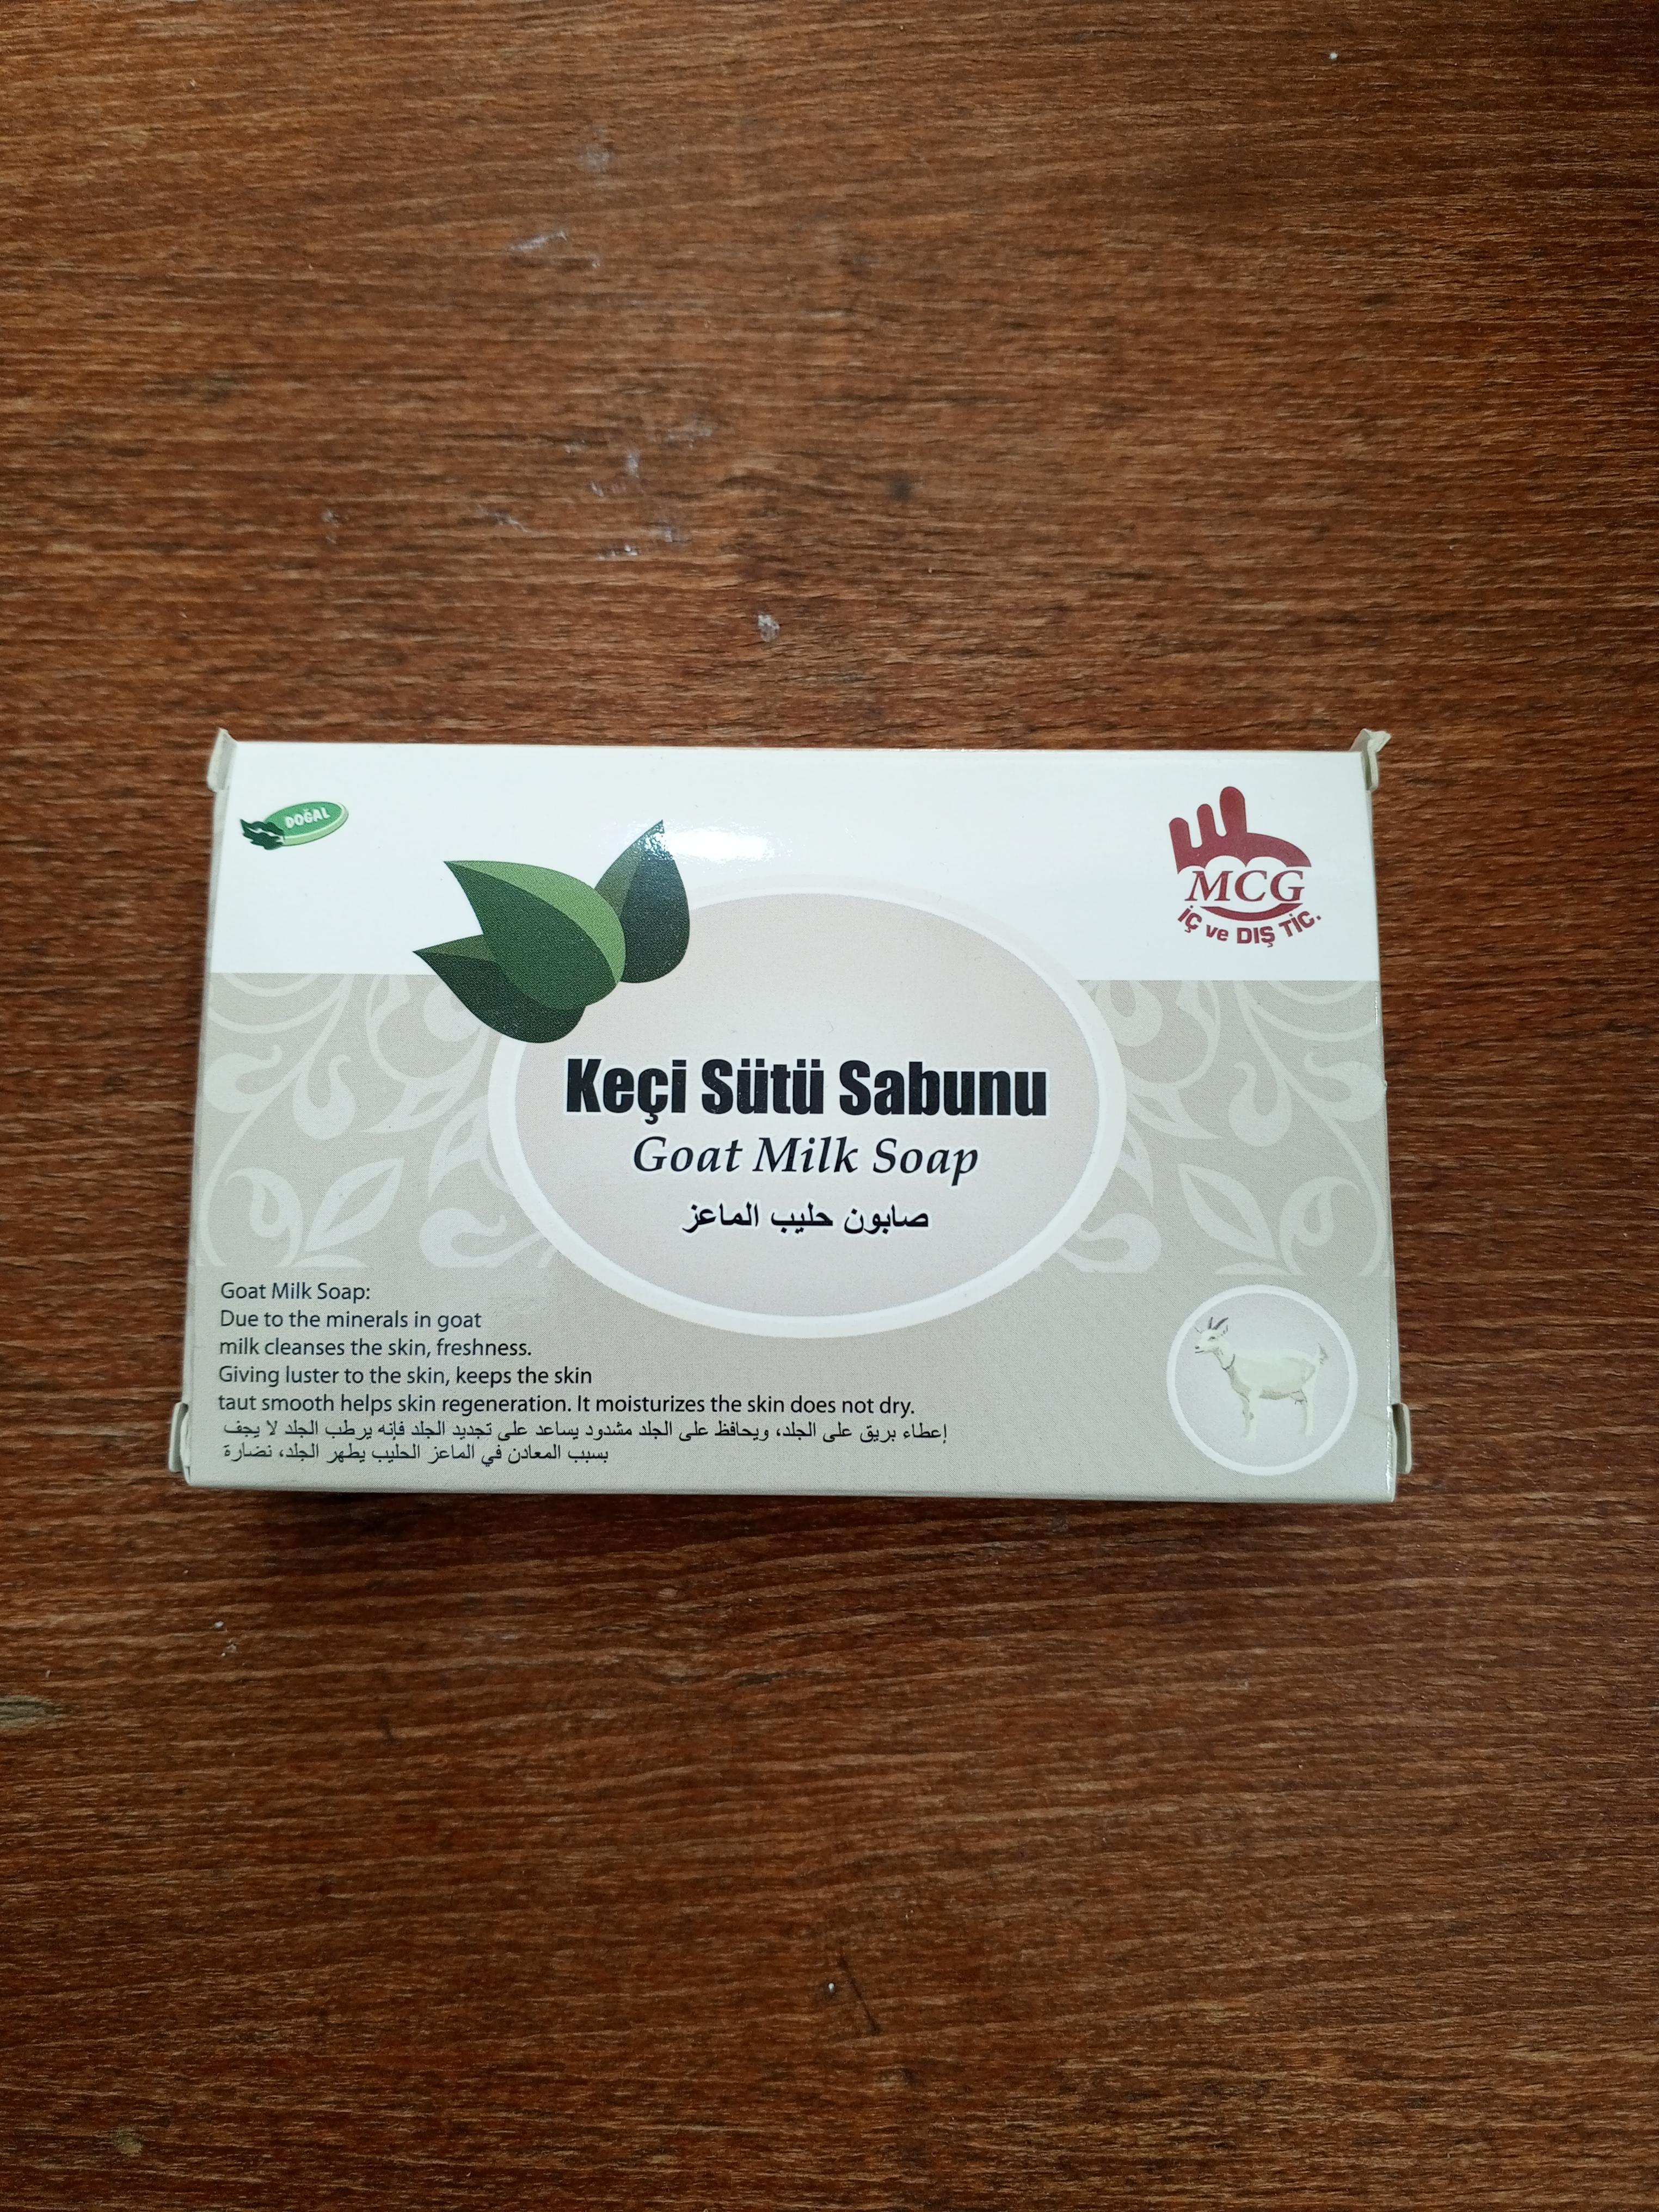 DOĞAL
MCG
İÇ ve DIŞ TİC.
Keçi Sütü Sabunu
Goat Milk Soap
صابون حليب الماعز
Goat Milk Soap:
Due to the minerals in goat
milk cleanses the skin, freshness.
Giving luster to the skin, keeps the skin
taut smooth helps skin regeneration. It moisturizes the skin does not dry.
إعطاء بريق على الجلد، ويحافظ على الجلد مشدود يساعد على تجديد الجلد فإنه يرطب الجلد لا يجف
بسبب المعادن في الماعز الحليب يطهر الجلد، نضارة